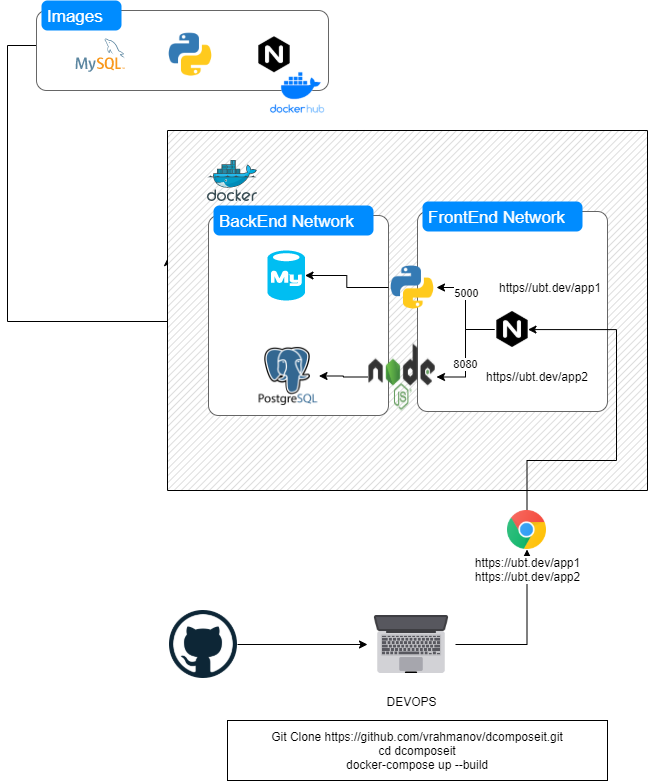 Images
MySQL
dockerhub
docker
BackEnd Network
FrontEnd Network
My
5000
https//ubt.dev/app1
N
N
node
JS
8080
https//ubt.dev/app2
PostgreSQL
https://ubt.dev/app1
https://ubt.dev/app2
DEVOPS
Git Clone https://github.com/vrahmanov/dcomposeit.git
cd dcomposeit
docker-compose up --build